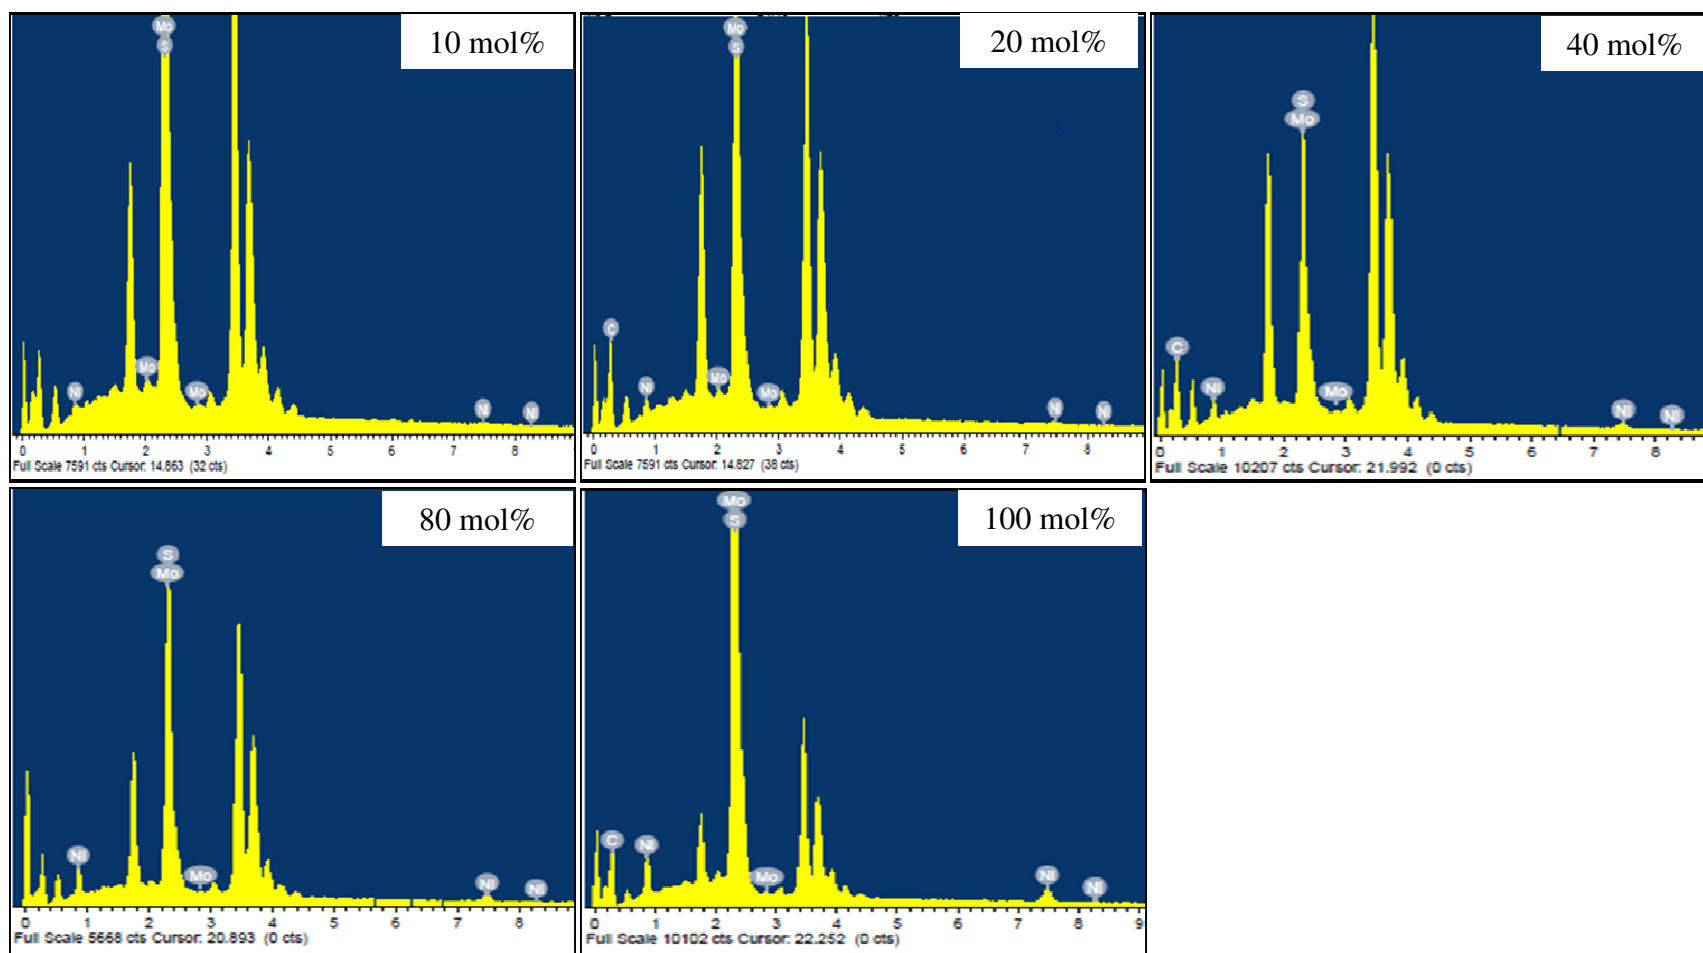 10 mol%
Mo
S
Mo
Ni
Mo
Ni
Ni
0 1 2 3 4 5 6 7 8
Full Scale 7591 cts Cursor: 14.863 (32 cts)
20 mol%
Mo
S
C
Ni
Mo
Mo
Ni
Ni
0 1 2 3 4 5 6 7 8
Full Scale 7591 cts Cursor: 14.827 (38 cts)
40 mol%
S
Mo
C
Ni
Mo
Ni
Ni
0 1 2 3 4 5 6 7 8
Full Scale 10207 cts Cursor: 21.992 (0 cts)
80 mol%
S
Mo
Ni
Mo
Ni
Ni
0 1 2 3 4 5 6 7 8
Full Scale 5668 cts Cursor: 20.893 (0 cts)
100 mol%
Mo
S
C
Ni
Mo
Ni
Ni
0 1 2 3 4 5 6 7 8 9
Full Scale 10102 cts Cursor: 22.252 (0 cts)